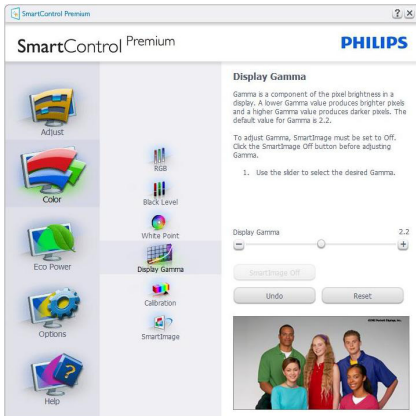 SmartControl Premium
SmartControl Premium
PHILIPS
Adjust
Color
Eco Power
Options
Help
RGB
Black Level
White Point
Display Gamma
Calibration
SmartImage
Display Gamma
Gamma is a component of the pixel brightness in a
display. A lower Gamma value produces brighter pixels
and a higher Gamma value produces darker pixels. The
default value for Gamma is 2.2.
To adjust Gamma, SmartImage must be set to Off.
Click the SmartImage Off button before adjusting
Gamma.
1. Use the slider to select the desired Gamma.
Display Gamma 2.2
SmartImage Off
Undo Reset